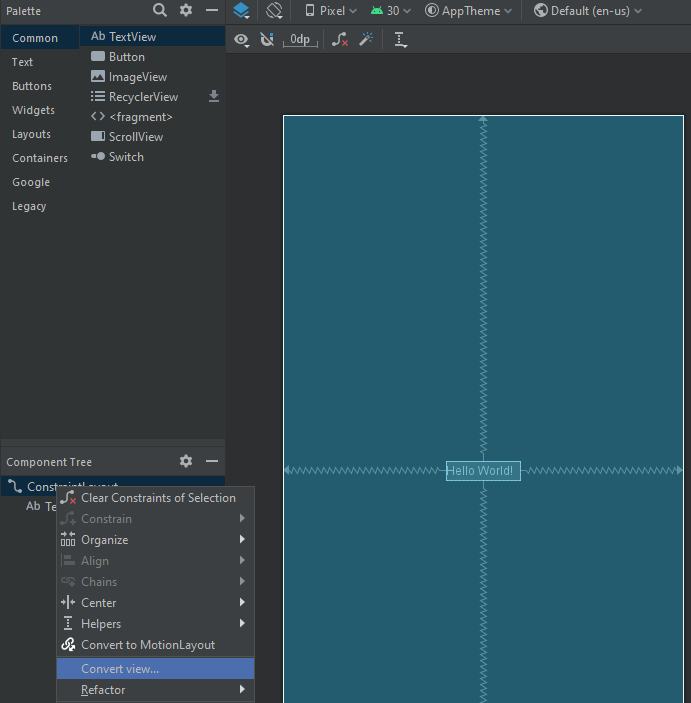 Palette
Pixel
30
AppTheme
Default (en-us)
Common
Text
Buttons
Widgets
Layouts
Containers
Google
Legacy
Ab TextView
Button
ImageView
RecyclerView
<fragment>
ScrollView
Switch
0dp
Hello World!
Component Tree
ConstraintLayout
Ab Te
Clear Constraints of Selection
Constrain
Organize
Align
Chains
Center
Helpers
Convert to MotionLayout
Convert view...
Refactor